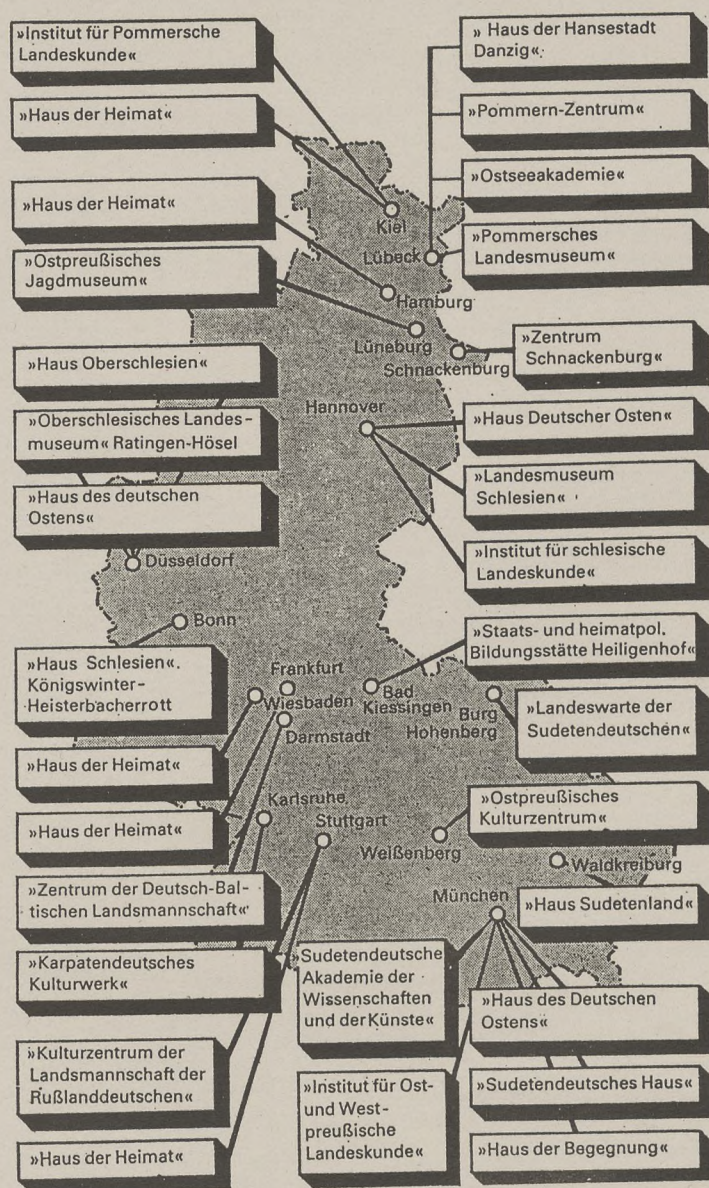 »Institut für Pommersche
Landeskunde«
»Haus der Heimat«
»Haus der Heimat«
»Ostpreußisches
Jagdmuseum«
»Haus Oberschlesien«
»Oberschlesisches Landes-
museum« Ratingen-Hösel
»Haus des deutschen
Ostens«
» Haus der Hansestadt
Danzig«
»Pommern-Zentrum«
»Ostseeakademie«
»Pommersches
Landesmuseum«
»Zentrum
Schnackenburg«
»Haus Deutscher Osten«
»Landesmuseum
Schlesien«
»Institut für schlesische
Landeskunde«
»Staats- und heimatpol.
Bildungsstätte Heiligenhof«
»Landeswarte der
Sudetendeutschen«
»Ostpreußisches
Kulturzentrum«
»Haus Sudetenland«
Kiel
Lübeck
Hamburg
Lüneburg
Schnackenburg
Hannover
Düsseldorf
Bonn
Frankfurt
Wiesbaden
Darmstadt
Bad
Kiessingen
Burg
Hohenberg
Karlsruhe
Stuttgart
Weißenberg
Waldkreiburg
München
»Haus Schlesien«.
Königswinter-
Heisterbacherrott
»Haus der Heimat«
»Haus der Heimat«
»Zentrum der Deutsch-Bal-
tischen Landsmannschaft«
»Karpatendeutsches
Kulturwerk«
»Kulturzentrum der
Landsmannschaft der
Rußlanddeutschen«
»Haus der Heimat«
»Sudetendeutsche
Akademie der
Wissenschaften
und der Künste«
»Institut für Ost-
und West-
preußische
Landeskunde«
»Haus des Deutschen
Ostens«
»Sudetendeutsches Haus«
»Haus der Begegnung«